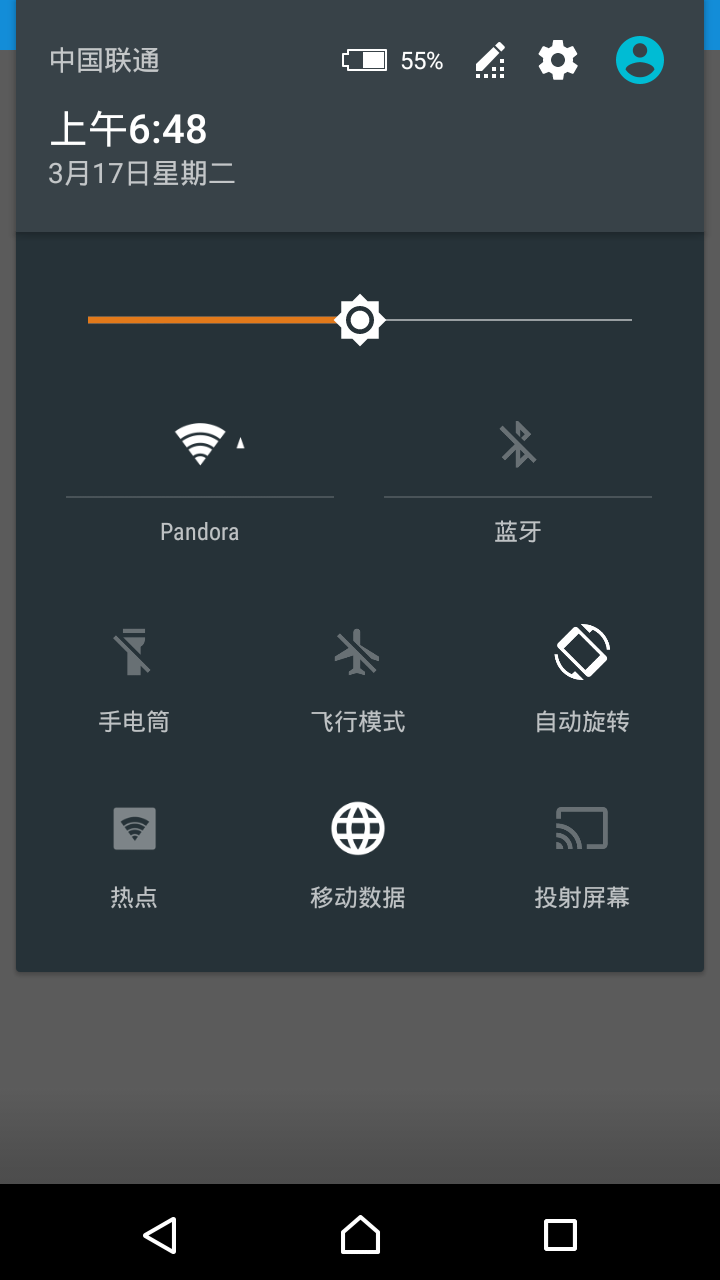 中国联通
55%
上午6:48
3月17日星期二
Pandora
蓝牙
手电筒
飞行模式
自动旋转
热点
移动数据
投射屏幕